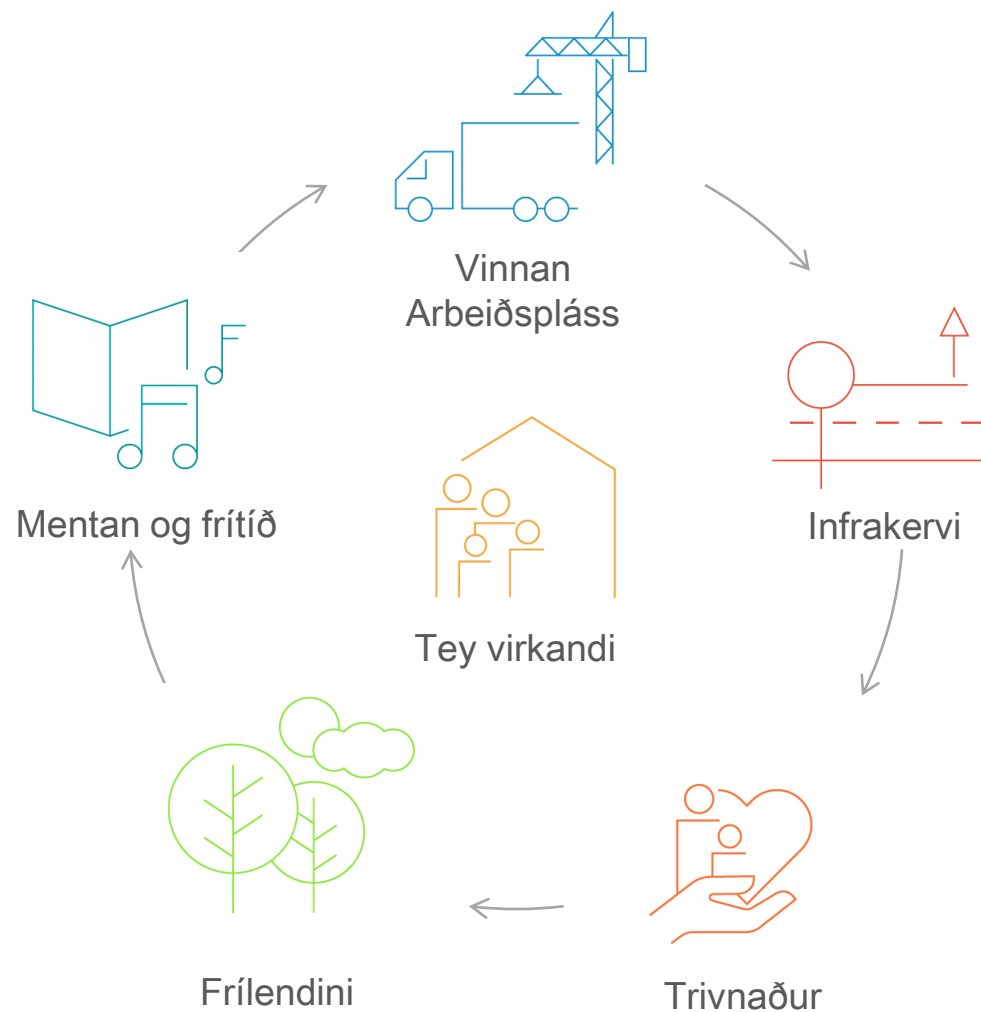 Vinnan
Arbeiðspláss
Mentan og frítíð
Infrakervi
Tey virkandi
Frílendini
Trivnaður